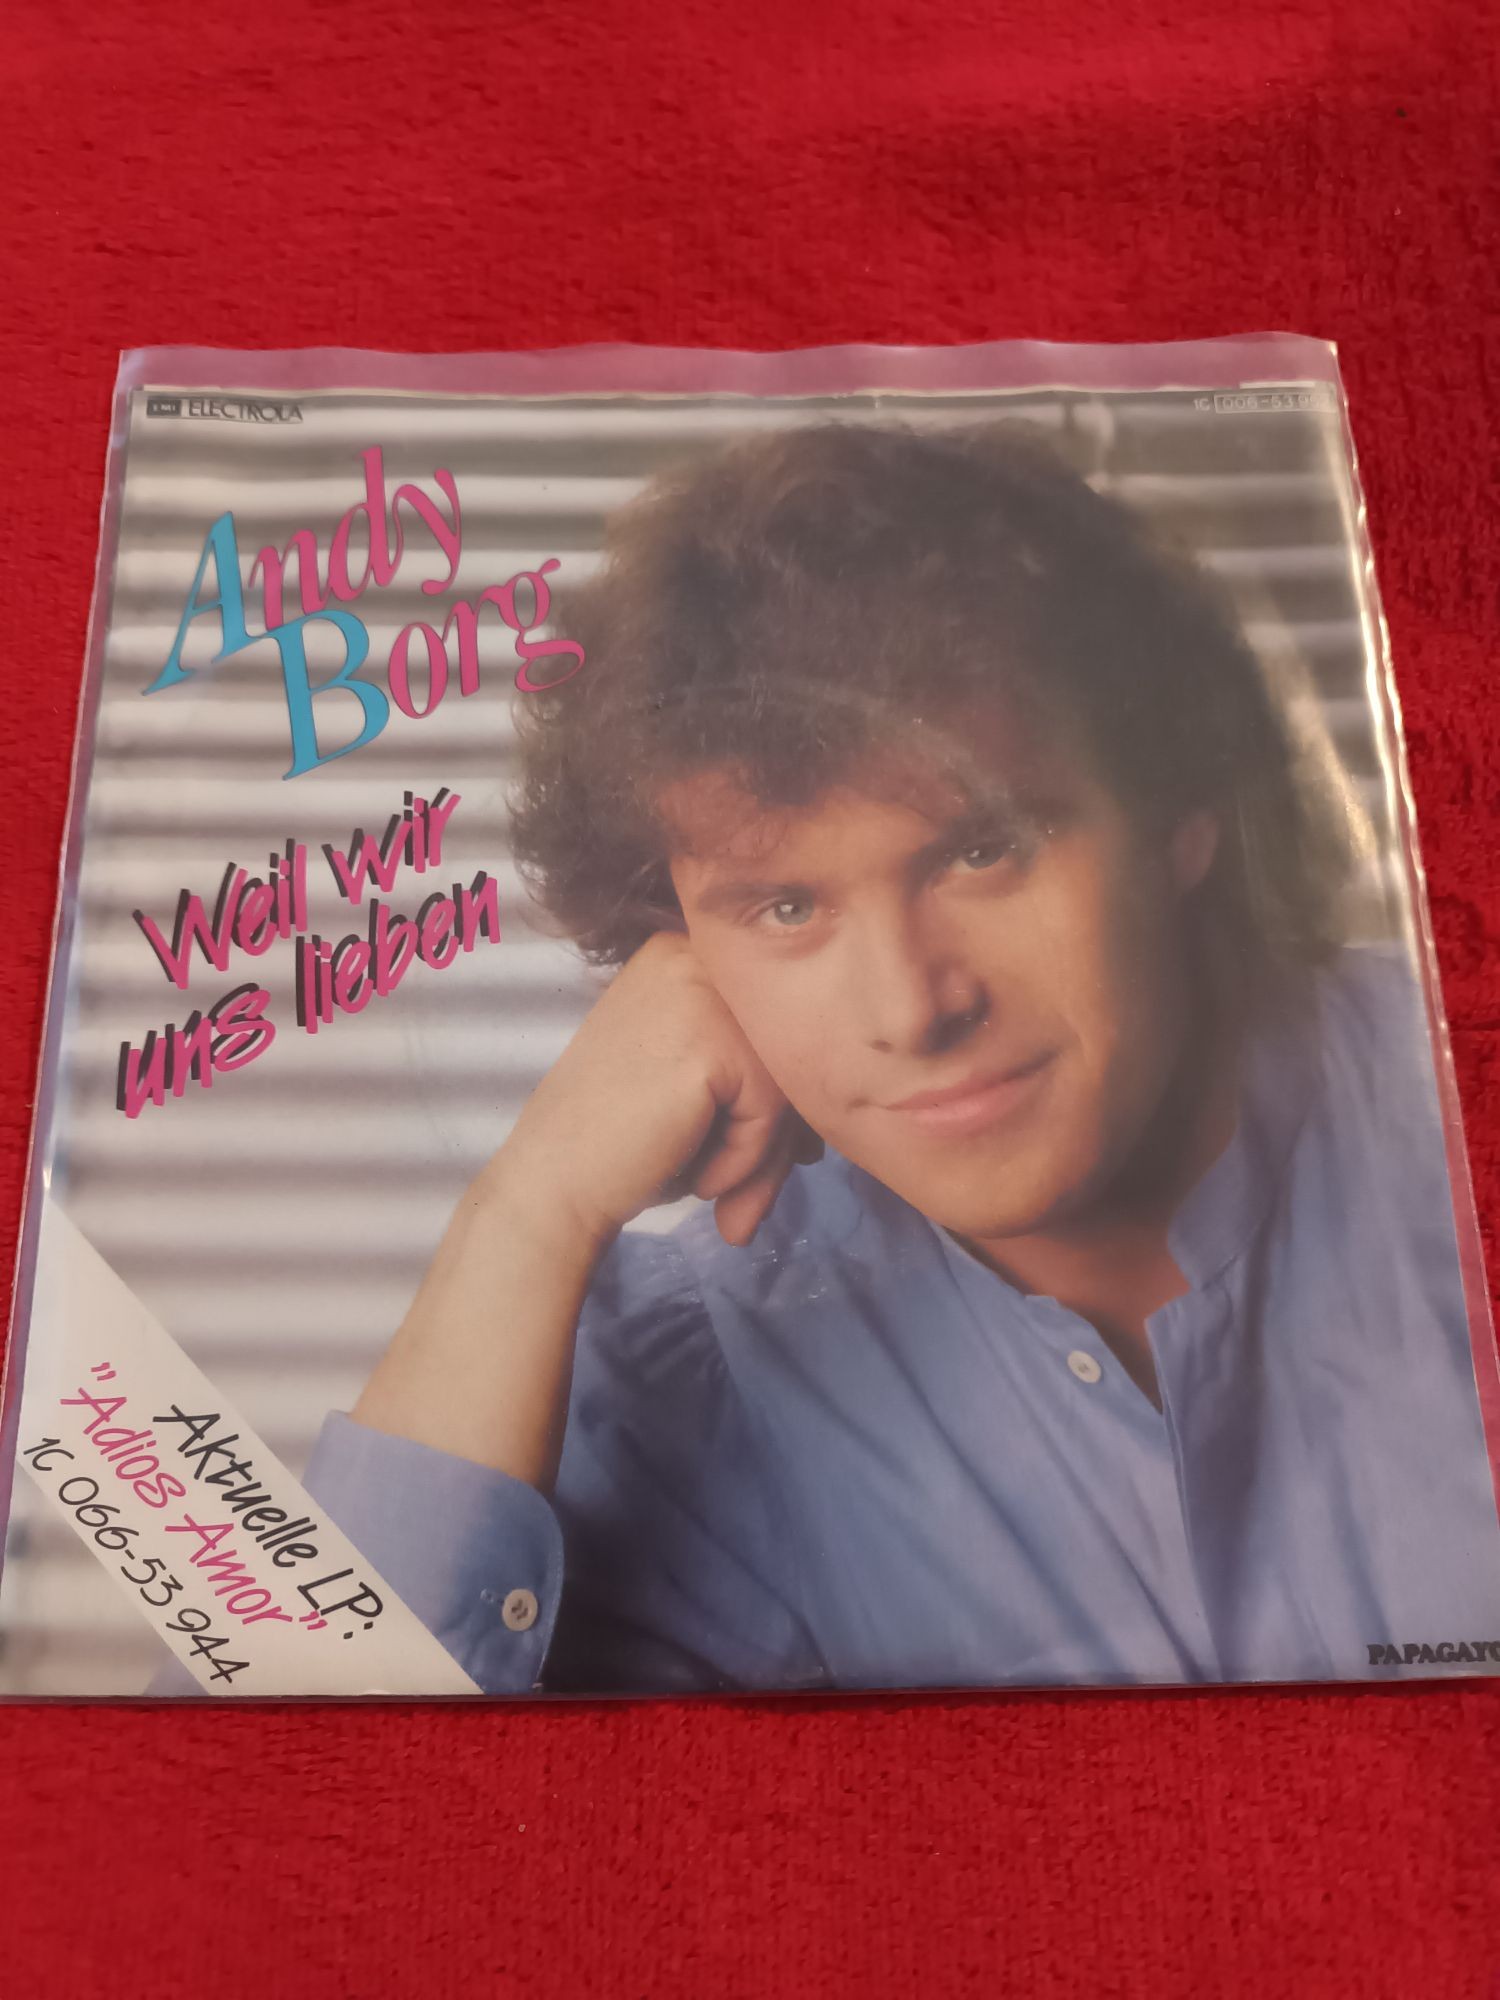 EMI ELECTROLA
1C 006-53 95
Andy
Borg
Weil wir
uns lieben
Aktuelle LP:
"Adios Amor"
1C 066-53 944
PAPAGAYO